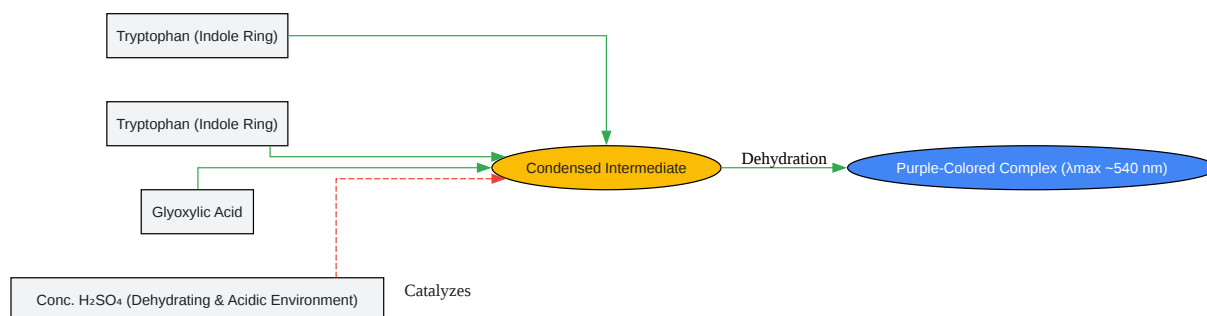 Tryptophan (Indole Ring)
Tryptophan (Indole Ring)
Condensed Intermediate
Dehydration
Purple-Colored Complex (λmax ~540 nm)
Glyoxylic Acid
Conc. H₂SO₄ (Dehydrating & Acidic Environment)
Catalyzes